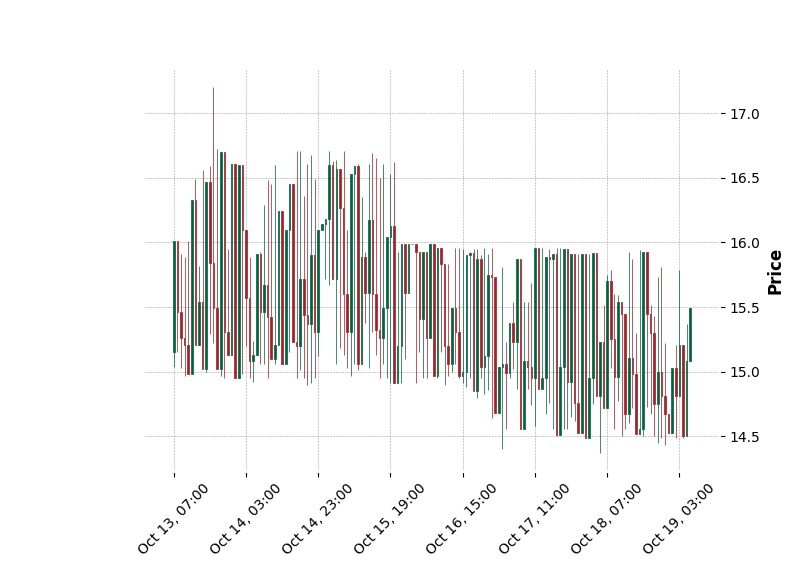 17.0
16.5
16.0
15.5
15.0
14.5
Price
Oct 13, 07:00
Oct 14, 03:00
Oct 14, 23:00
Oct 15, 19:00
Oct 16, 15:00
Oct 17, 11:00
Oct 18, 07:00
Oct 19, 03:00